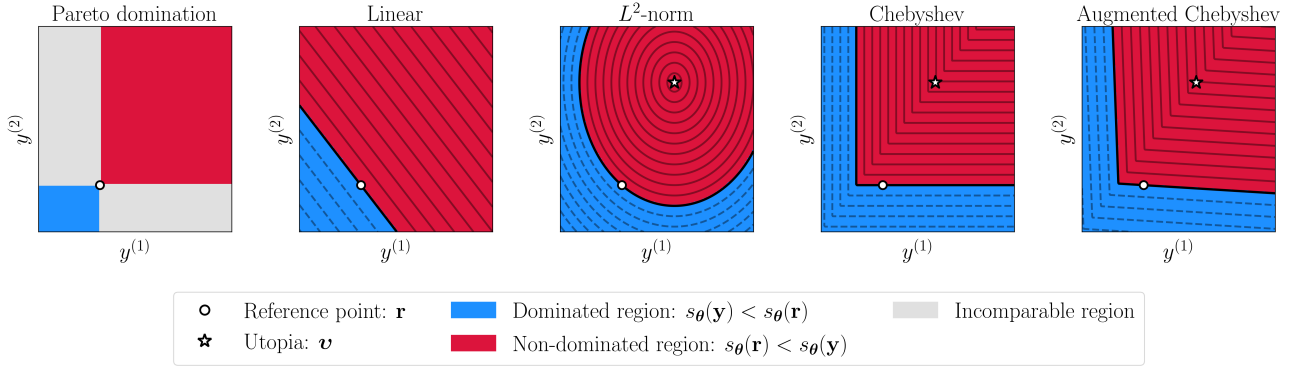 Pareto domination
Linear
L²-norm
Chebyshev
Augmented Chebyshev
y⁽²⁾
y⁽²⁾
y⁽²⁾
y⁽²⁾
y⁽²⁾
y⁽¹⁾
y⁽¹⁾
y⁽¹⁾
y⁽¹⁾
y⁽¹⁾
Reference point: r
Utopia: υ
Dominated region: s_θ(y) < s_θ(r)
Non-dominated region: s_θ(r) < s_θ(y)
Incomparable region